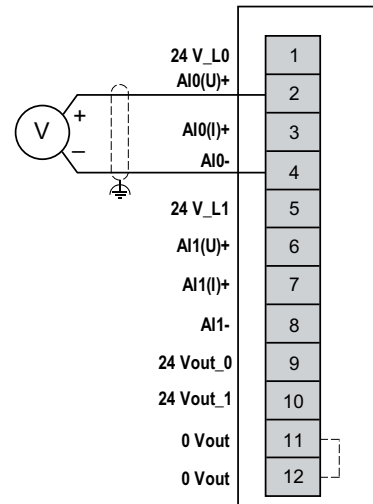 24 V_L0 1
AI0(U)+ 2
AI0(I)+ 3
AI0- 4
24 V_L1 5
AI1(U)+ 6
AI1(I)+ 7
AI1- 8
24 Vout_0 9
24 Vout_1 10
0 Vout 11
0 Vout 12
V + −